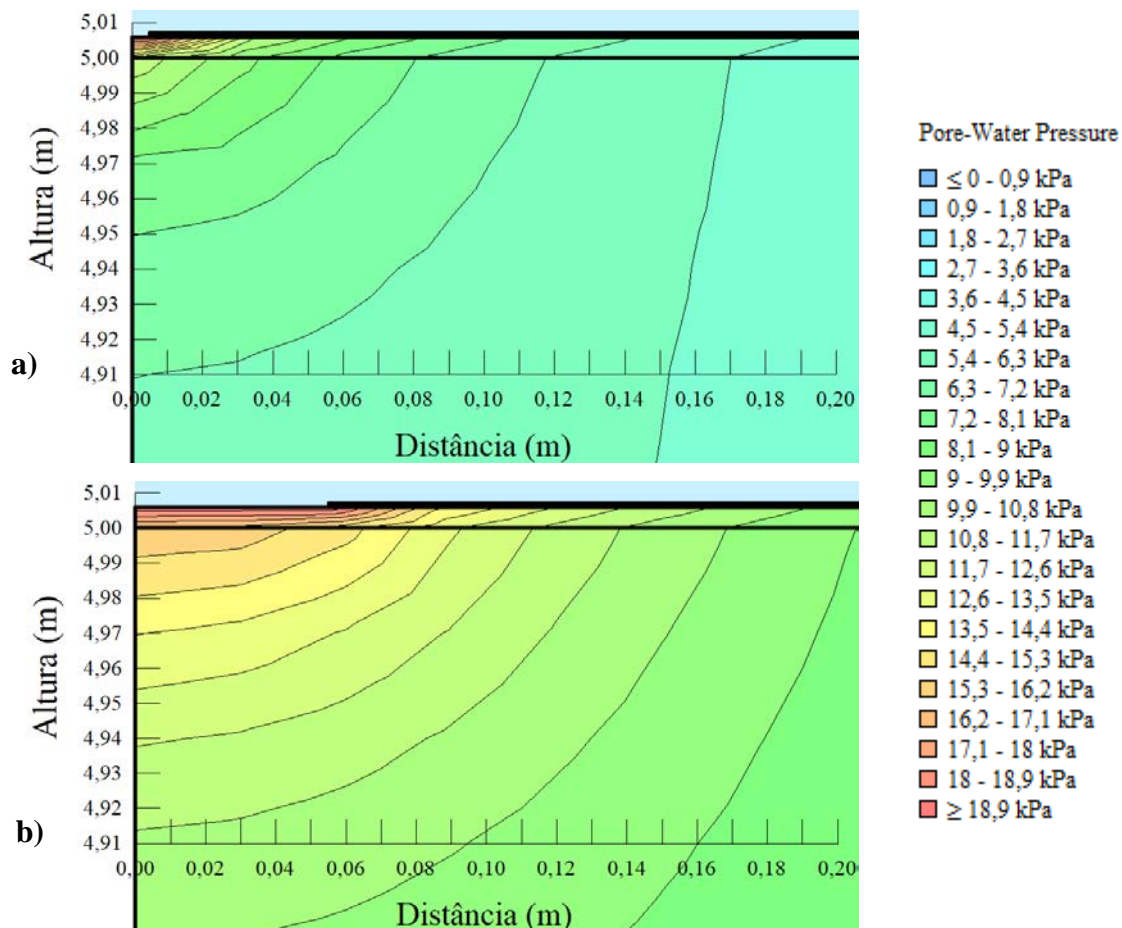 5,01
5,00
4,99
4,98
4,97
4,96
4,95
4,94
4,93
4,92
4,91
Altura (m)
a)
0,00 0,02 0,04 0,06 0,08 0,10 0,12 0,14 0,16 0,18 0,20
Distância (m)
5,01
5,00
4,99
4,98
4,97
4,96
4,95
4,94
4,93
4,92
4,91
Altura (m)
b)
0,00 0,02 0,04 0,06 0,08 0,10 0,12 0,14 0,16 0,18 0,20
Distância (m)
Pore-Water Pressure
≤ 0 - 0,9 kPa
0,9 - 1,8 kPa
1,8 - 2,7 kPa
2,7 - 3,6 kPa
3,6 - 4,5 kPa
4,5 - 5,4 kPa
5,4 - 6,3 kPa
6,3 - 7,2 kPa
7,2 - 8,1 kPa
8,1 - 9 kPa
9 - 9,9 kPa
9,9 - 10,8 kPa
10,8 - 11,7 kPa
11,7 - 12,6 kPa
12,6 - 13,5 kPa
13,5 - 14,4 kPa
14,4 - 15,3 kPa
15,3 - 16,2 kPa
16,2 - 17,1 kPa
17,1 - 18 kPa
18 - 18,9 kPa
≥ 18,9 kPa